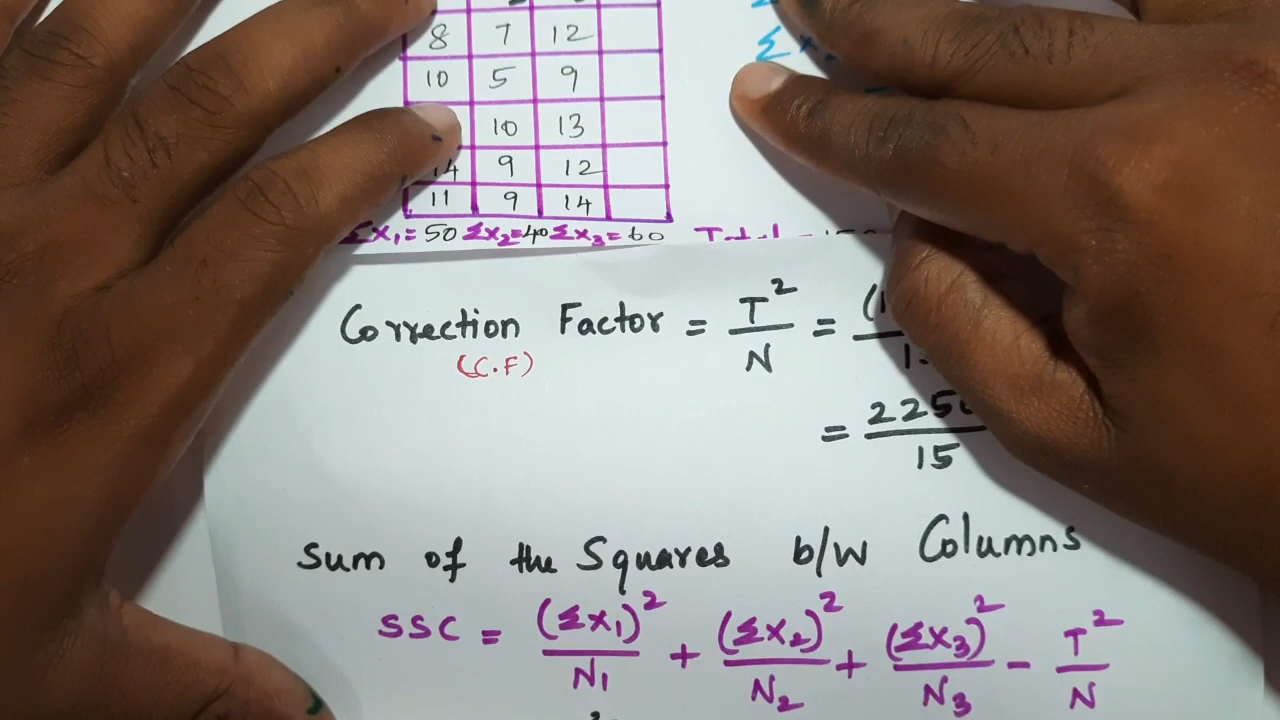 8 7 12
10 5 9
10 13
14 9 12
11 9 14
Σx₁ = 50 Σx₂ = 40 Σx₃ = 60
Correction Factor = T²/N =
(C.F)
= 225 / 15
Sum of the Squares b/w Columns
SSC = (Σx₁)²/N₁ + (Σx₂)²/N₂ + (Σx₃)²/N₃ - T²/N